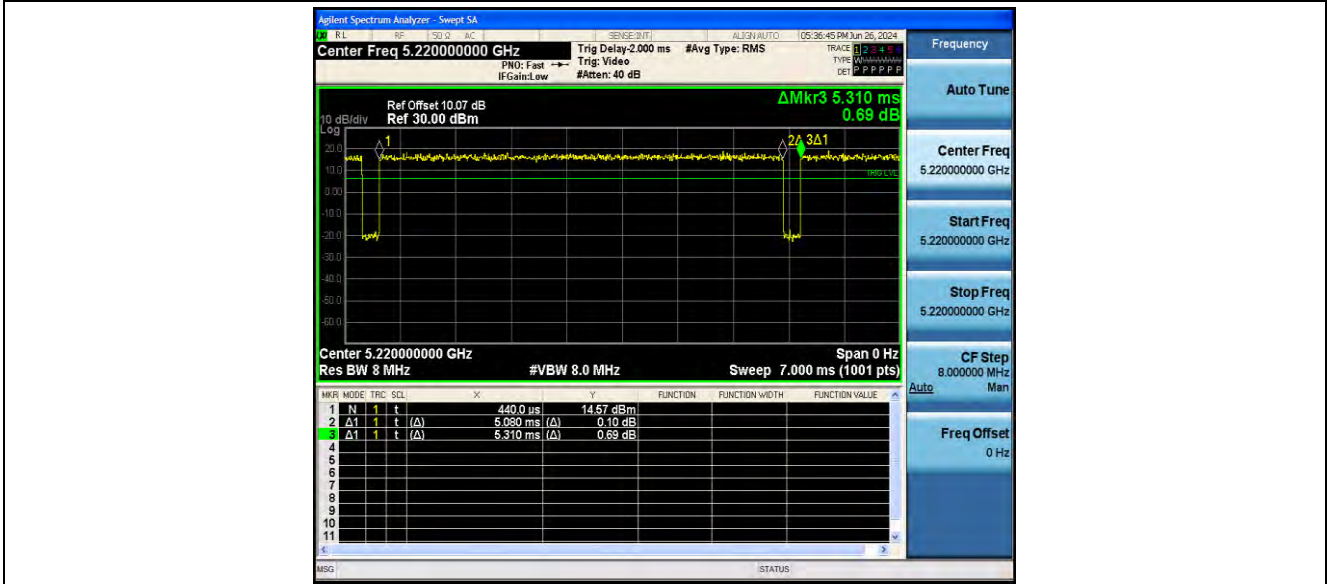 Agilent Spectrum Analyzer - Swept SA
RL RF 50 Ω AC SENSE:INT ALIGN AUTO 05:36:45 PM Jun 26, 2024
Center Freq 5.220000000 GHz
PNO: Fast
IFGain:Low
Trig Delay-2.000 ms
Trig: Video
#Atten: 40 dB
#Avg Type: RMS
TRACE 1 2 3 4 5 6
TYPE W
DET P P P P P P
ΔMkr3 5.310 ms
0.69 dB
Ref Offset 10.07 dB
10 dB/div Ref 30.00 dBm
Log
20.0
10.0
0.00
-10.0
-20.0
-30.0
-40.0
-50.0
-60.0
1
2Δ 3Δ1
TRIG LVL
Center 5.220000000 GHz Span 0 Hz
Res BW 8 MHz #VBW 8.0 MHz Sweep 7.000 ms (1001 pts)
MKR MODE TRC SCL X Y FUNCTION FUNCTION WIDTH FUNCTION VALUE
1 N 1 t 440.0 us 14.57 dBm
2 Δ1 1 t (Δ) 5.080 ms (Δ) 0.10 dB
3 Δ1 1 t (Δ) 5.310 ms (Δ) 0.69 dB
4
5
6
7
8
9
10
11
MSG STATUS
Frequency
Auto Tune
Center Freq
5.220000000 GHz
Start Freq
5.220000000 GHz
Stop Freq
5.220000000 GHz
CF Step
8.000000 MHz
Auto Man
Freq Offset
0 Hz